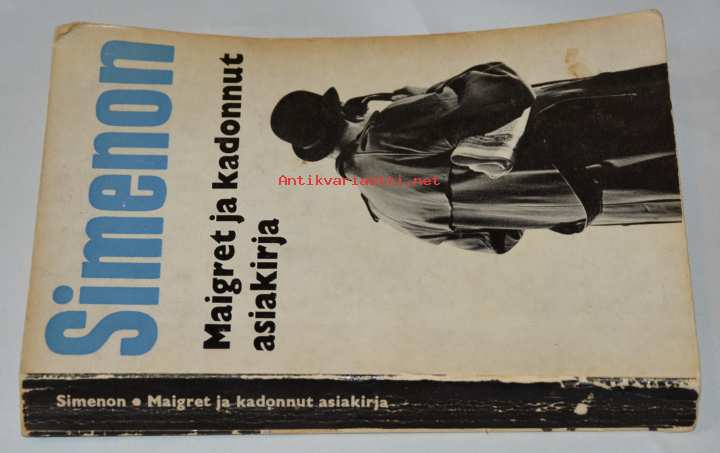 Simenon
Maigret ja kadonnut
asiakirja
Antikvariaatti.net
Simenon • Maigret ja kadonnut asiakirja